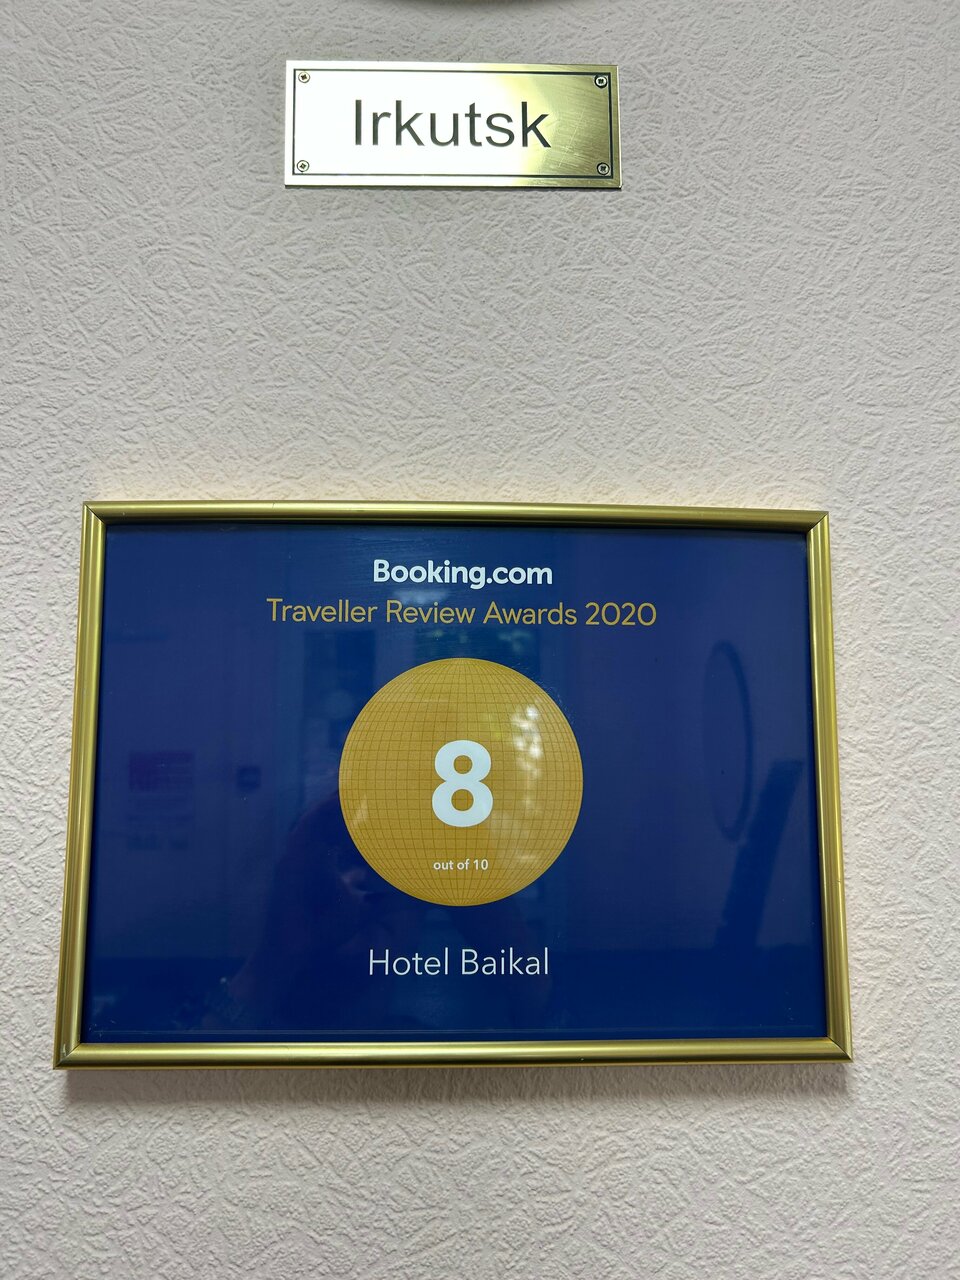 Irkutsk
Booking.com
Traveller Review Awards 2020
8
out of 10
Hotel Baikal